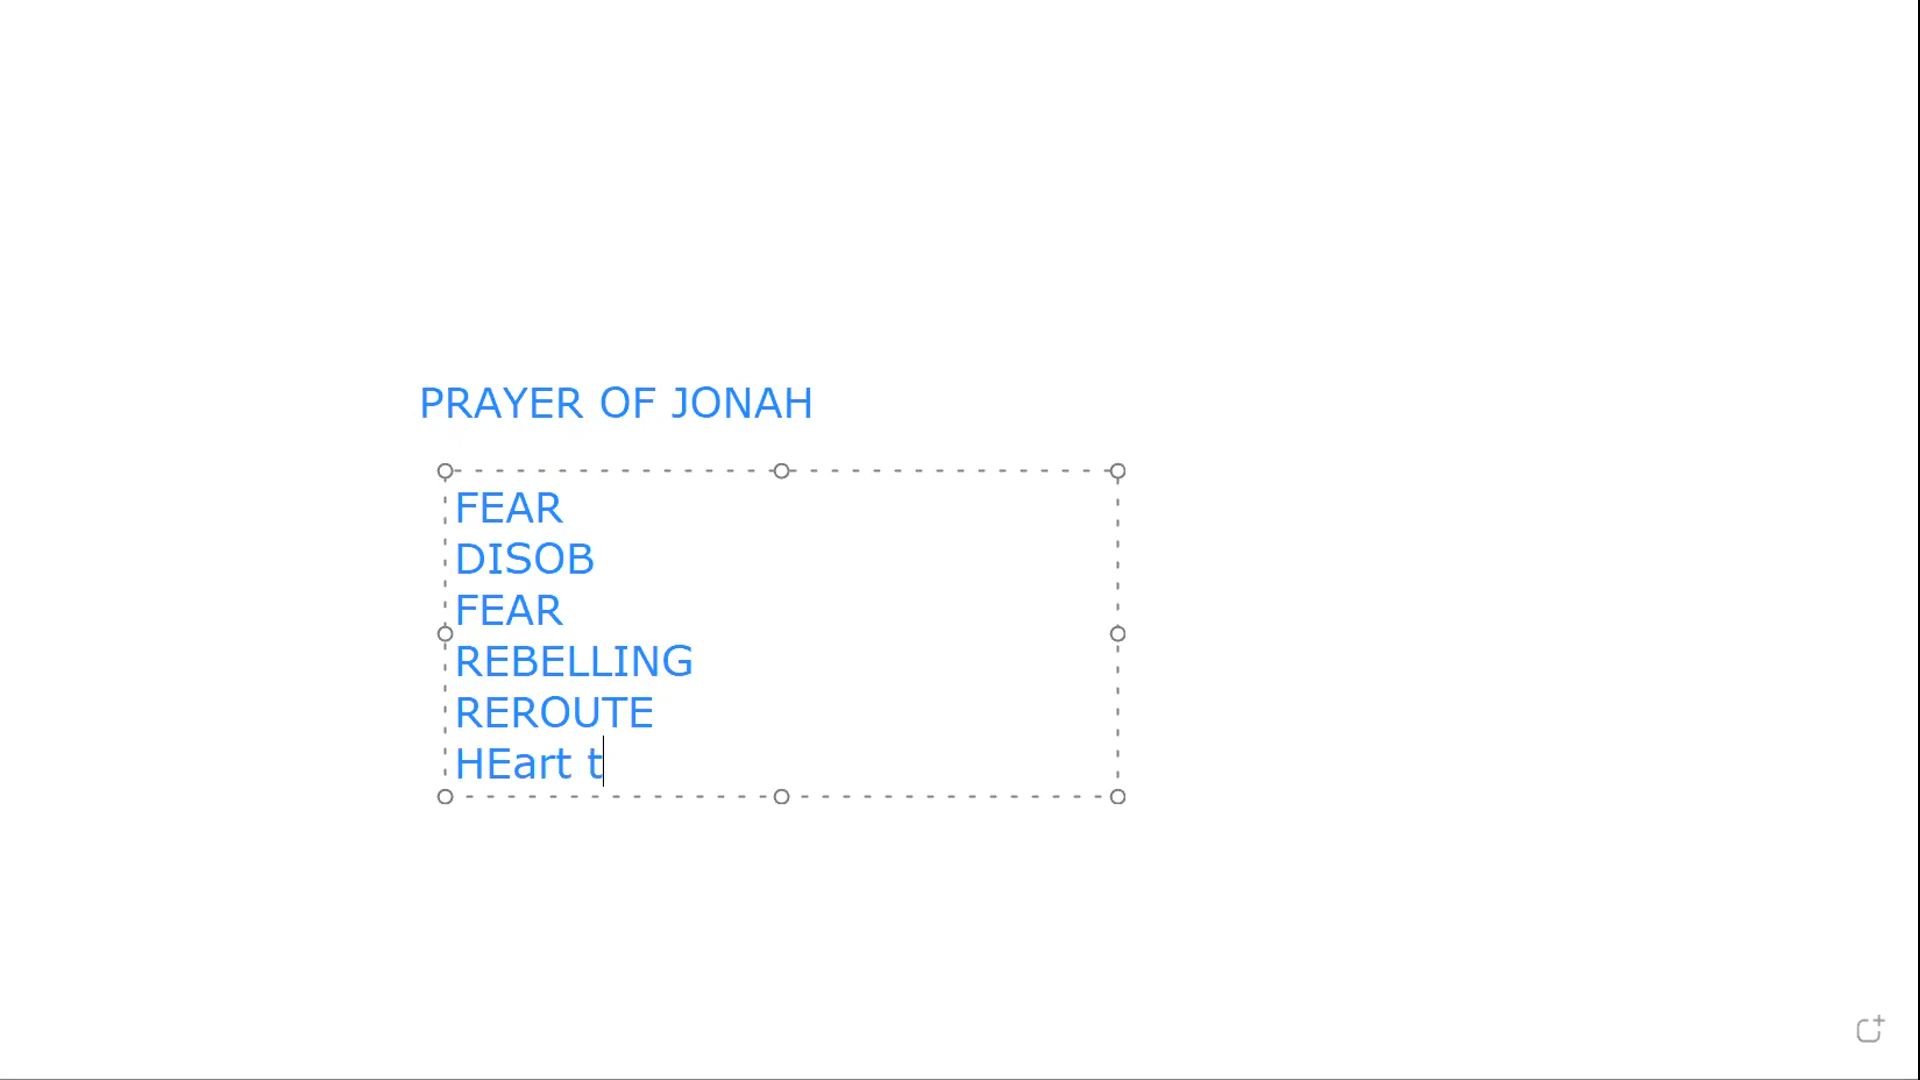 PRAYER OF JONAH
FEAR
DISOB
FEAR
REBELLING
REROUTE
HEart t